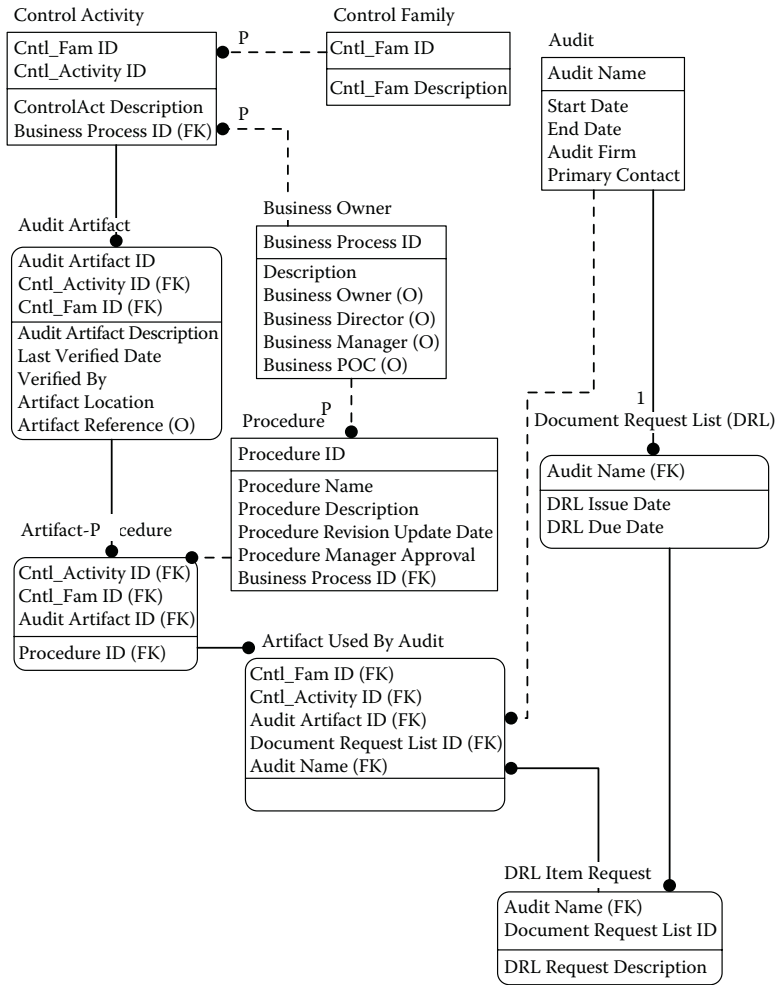 Control Activity
Cntl_Fam ID
Cntl_Activity ID
ControlAct Description
Business Process ID (FK)
P
P
Control Family
Cntl_Fam ID
Cntl_Fam Description
Audit
Audit Name
Start Date
End Date
Audit Firm
Primary Contact
Business Owner
Business Process ID
Description
Business Owner (O)
Business Director (O)
Business Manager (O)
Business POC (O)
Audit Artifact
Audit Artifact ID
Cntl_Activity ID (FK)
Cntl_Fam ID (FK)
Audit Artifact Description
Last Verified Date
Verified By
Artifact Location
Artifact Reference (O)
P
Procedure
Procedure ID
Procedure Name
Procedure Description
Procedure Revision Update Date
Procedure Manager Approval
Business Process ID (FK)
1
Document Request List (DRL)
Audit Name (FK)
DRL Issue Date
DRL Due Date
Artifact-P cedure
Cntl_Activity ID (FK)
Cntl_Fam ID (FK)
Audit Artifact ID (FK)
Procedure ID (FK)
Artifact Used By Audit
Cntl_Fam ID (FK)
Cntl_Activity ID (FK)
Audit Artifact ID (FK)
Document Request List ID (FK)
Audit Name (FK)
DRL Item Request
Audit Name (FK)
Document Request List ID
DRL Request Description